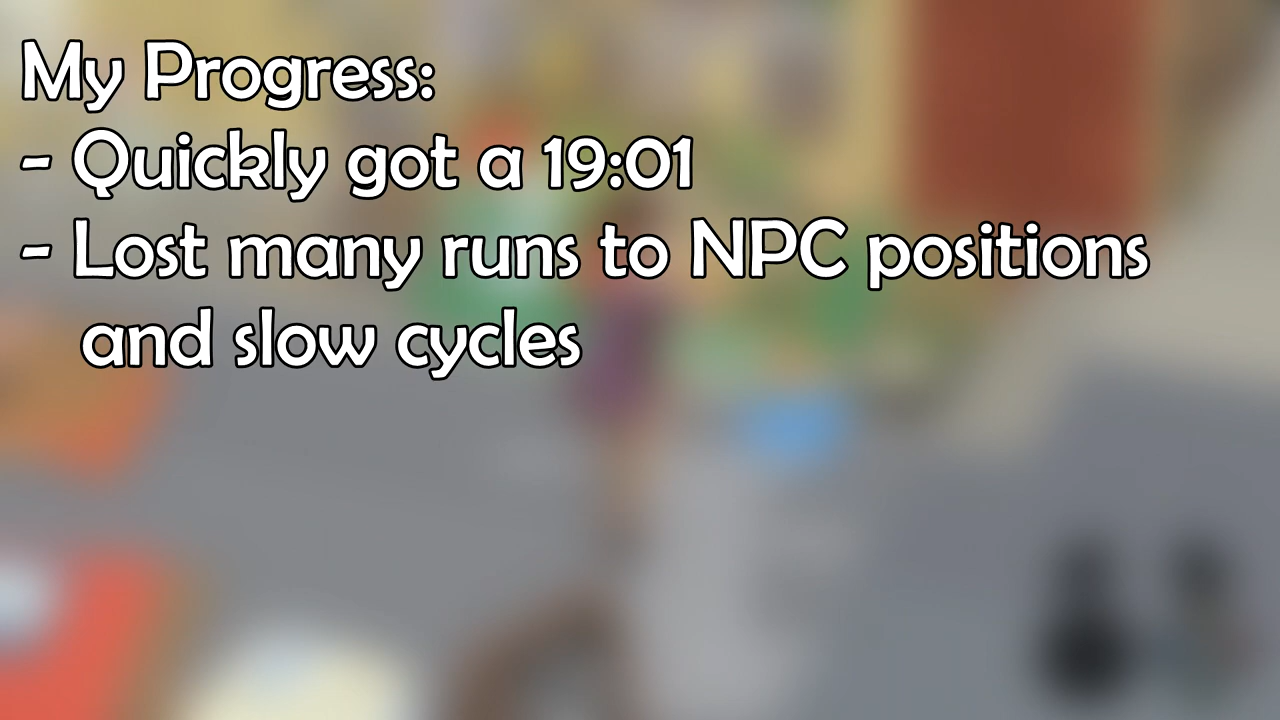 My Progress:
- Quickly got a 19:01
- Lost many runs to NPC positions
and slow cycles